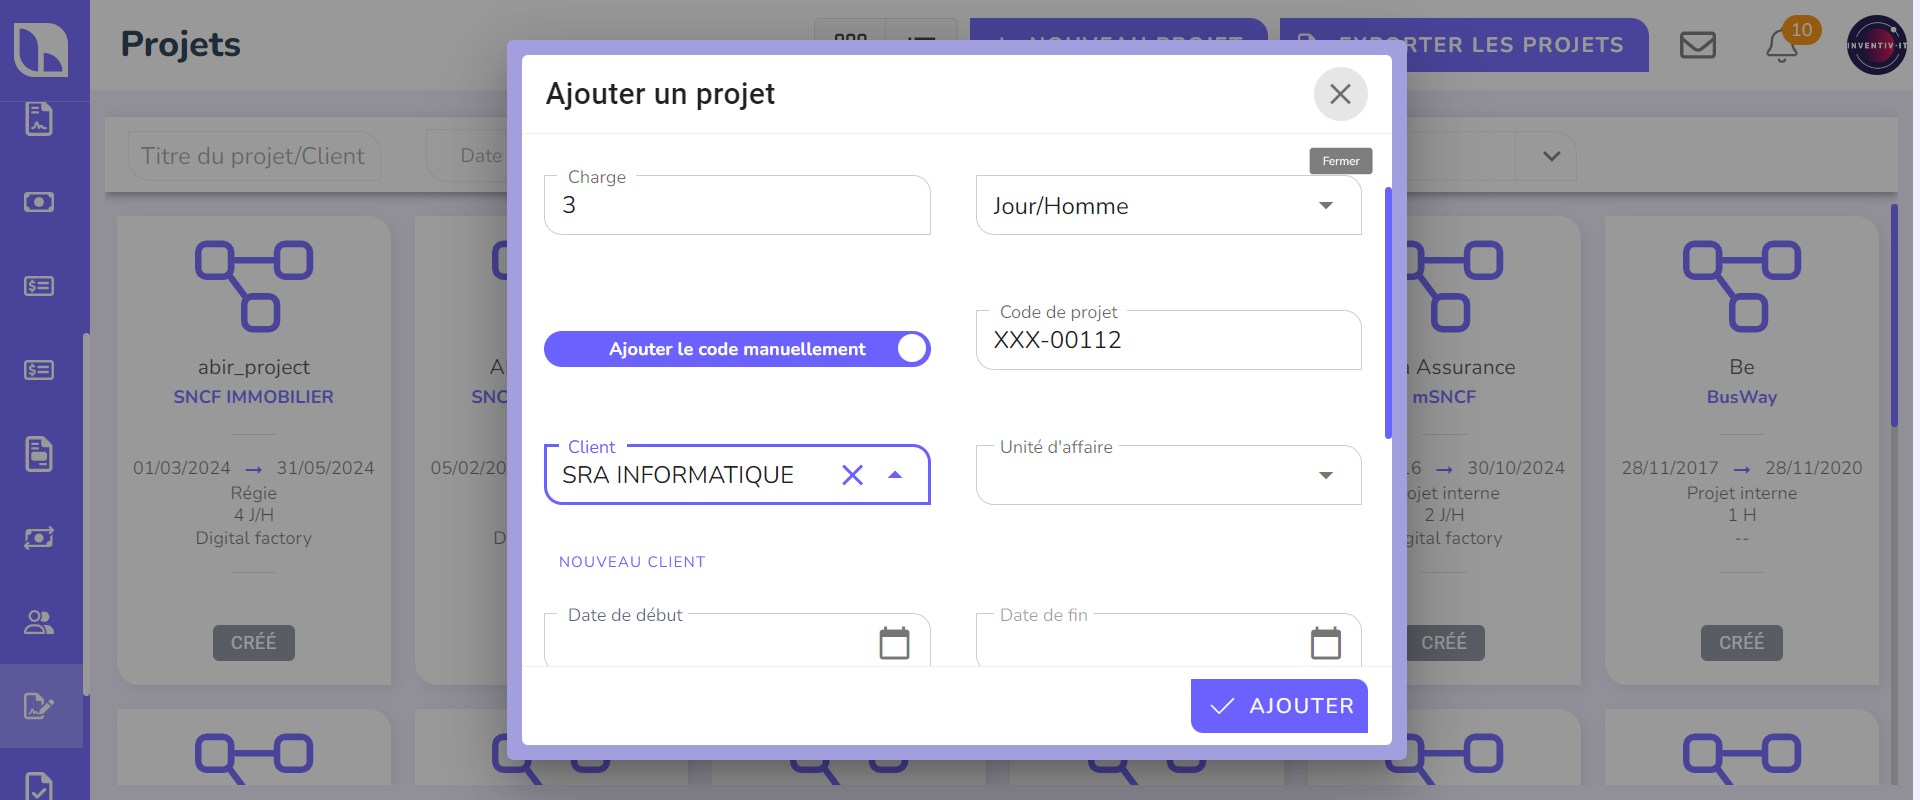 Projets
NOUVEAU PROJET
EXPORTER LES PROJETS
10
INVENTIV-IT
Titre du projet/Client
Date
Ajouter un projet
Fermer
Charge
3
Jour/Homme
Ajouter le code manuellement
Code de projet
XXX-00112
Client
SRA INFORMATIQUE
Unité d'affaire
NOUVEAU CLIENT
Date de début
Date de fin
AJOUTER
abir_project
SNCF IMMOBILIER
01/03/2024 → 31/05/2024
Régie
4 J/H
Digital factory
CRÉÉ
A
SNC
05/02/20
D
Assurance
mSNCF
6 → 30/10/2024
ojet interne
2 J/H
gital factory
CRÉÉ
Be
BusWay
28/11/2017 → 28/11/2020
Projet interne
1 H
--
CRÉÉ